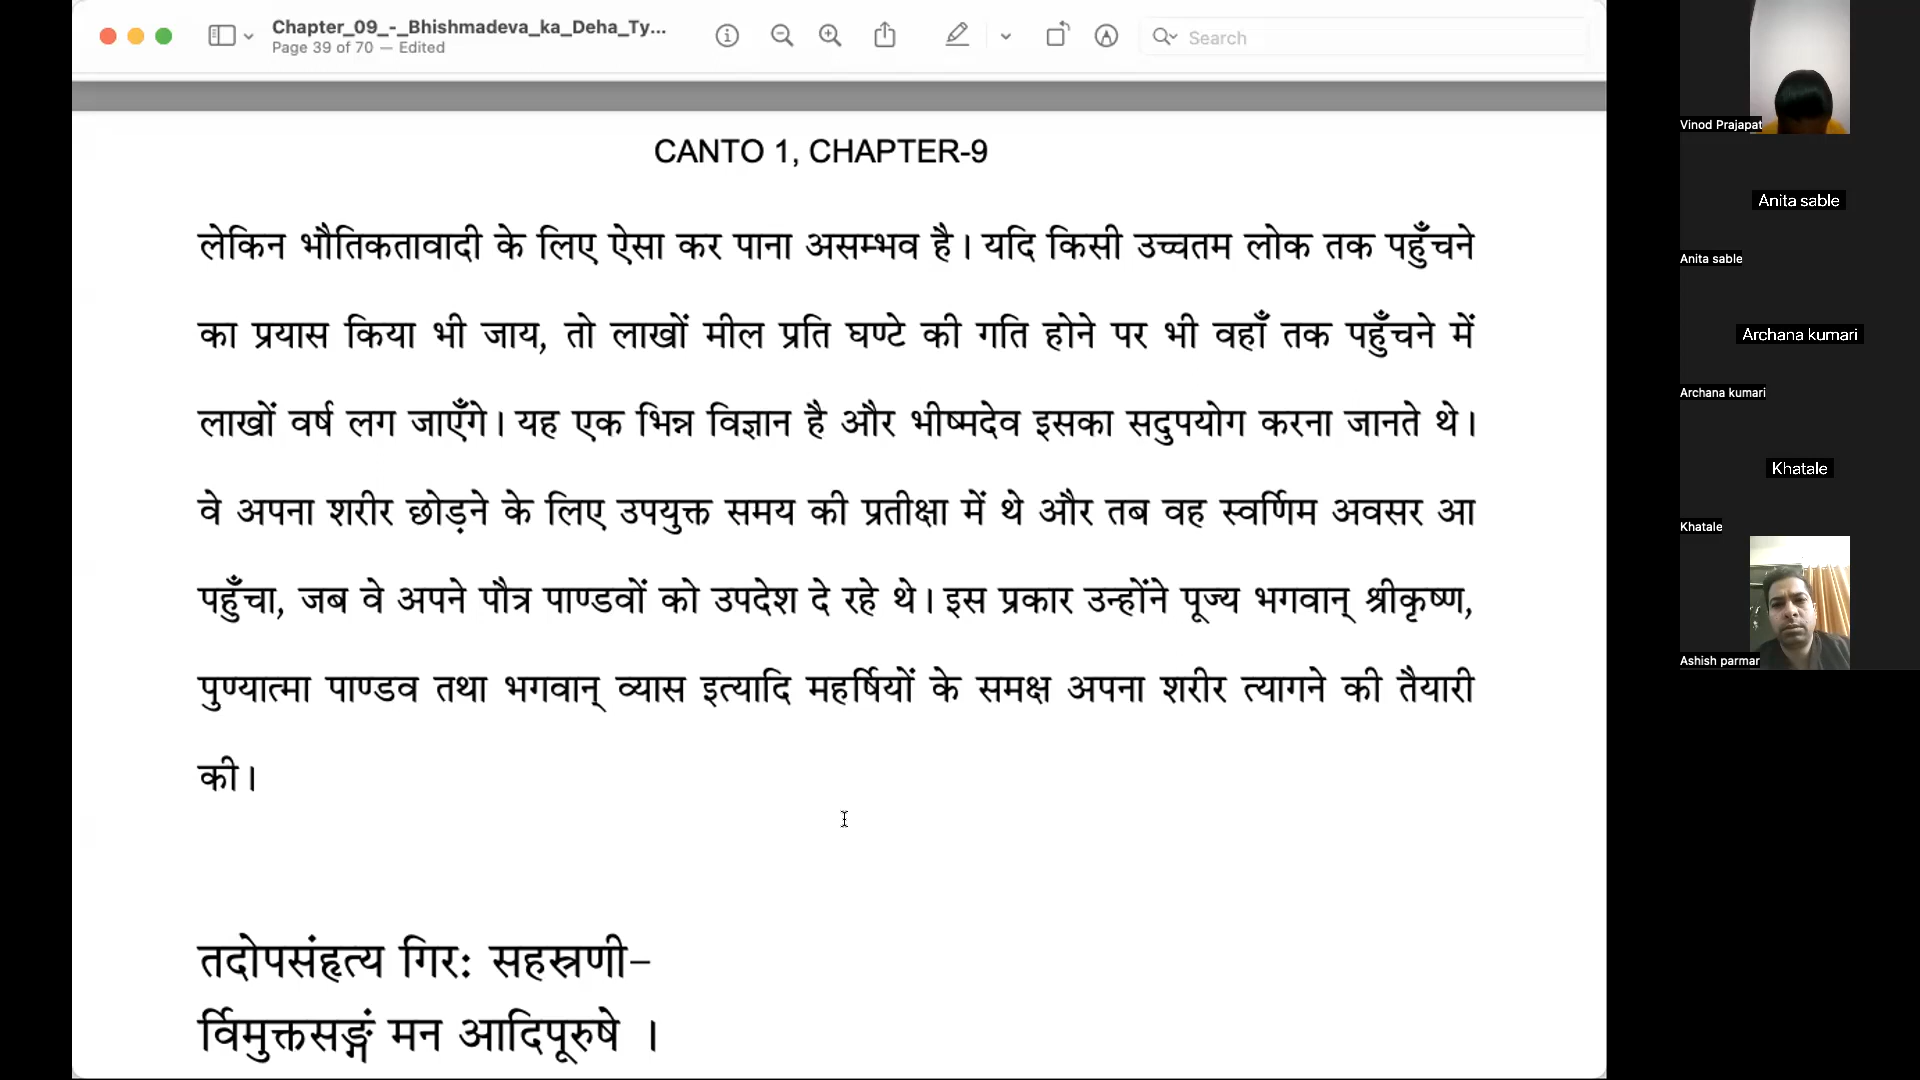 Chapter_09_-_Bhishmadeva_ka_Deha_Ty...
Page 39 of 70 — Edited
Search
CANTO 1, CHAPTER-9
लेकिन भौतिकतावादी के लिए ऐसा कर पाना असम्भव है। यदि किसी उच्चतम लोक तक पहुँचने
का प्रयास किया भी जाय, तो लाखों मील प्रति घण्टे की गति होने पर भी वहाँ तक पहुँचने में
लाखों वर्ष लग जाएँगे। यह एक भिन्न विज्ञान है और भीष्मदेव इसका सदुपयोग करना जानते थे।
वे अपना शरीर छोड़ने के लिए उपयुक्त समय की प्रतीक्षा में थे और तब वह स्वर्णिम अवसर आ
पहुँचा, जब वे अपने पौत्र पाण्डवों को उपदेश दे रहे थे। इस प्रकार उन्होंने पूज्य भगवान् श्रीकृष्ण,
पुण्यात्मा पाण्डव तथा भगवान् व्यास इत्यादि महर्षियों के समक्ष अपना शरीर त्यागने की तैयारी
की।
तदोपसंहृत्य गिरः सहस्रणी-
र्विमुक्तसङ्गं मन आदिपूरुषे ।
Vinod Prajapat
Anita sable
Anita sable
Archana kumari
Archana kumari
Khatale
Khatale
Ashish parmar